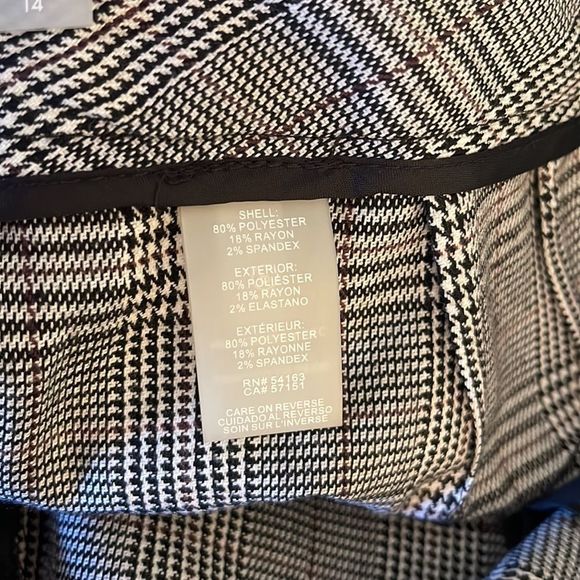 14
SHELL:
80% POLYESTER
18% RAYON
2% SPANDEX
EXTERIOR:
80% POLIÉSTER
18% RAYON
2% ELASTANO
EXTÉRIEUR:
80% POLYESTER
18% RAYONNE
2% SPANDEX
RN# 54163
CA# 57151
CARE ON REVERSE
CUIDADO AL REVERSO
SOIN SUR L'INVERSE